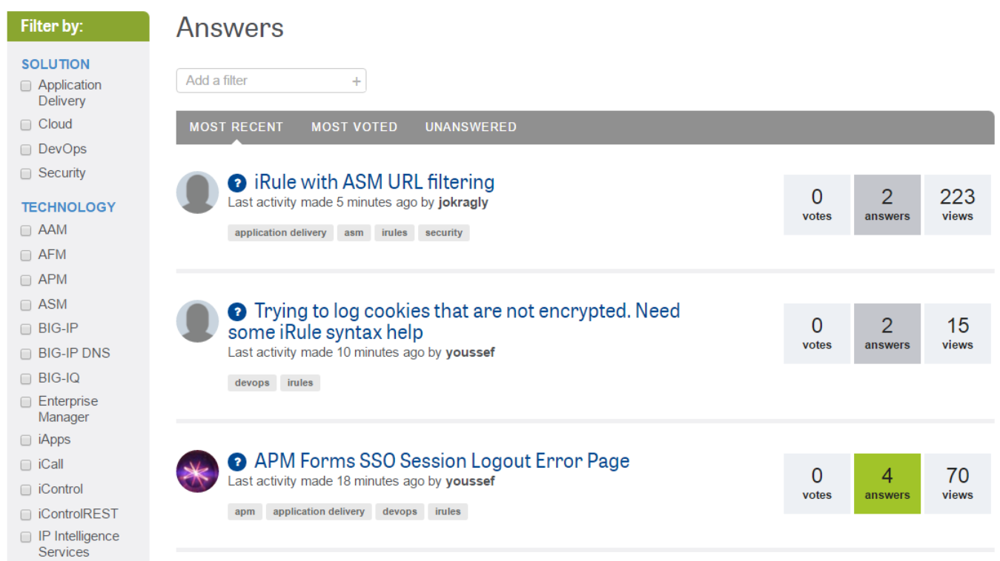 Filter by:
SOLUTION
Application
Delivery
Cloud
DevOps
Security
TECHNOLOGY
AAM
AFM
APM
ASM
BIG-IP
BIG-IP DNS
BIG-IQ
Enterprise
Manager
iApps
iCall
iControl
iControlREST
IP Intelligence
Services
Answers
Add a filter +
MOST RECENT MOST VOTED UNANSWERED
? iRule with ASM URL filtering
Last activity made 5 minutes ago by jokragly
application delivery asm irules security
0 2 223
votes answers views
? Trying to log cookies that are not encrypted. Need
some iRule syntax help
Last activity made 10 minutes ago by youssef
devops irules
0 2 15
votes answers views
? APM Forms SSO Session Logout Error Page
Last activity made 18 minutes ago by youssef
apm application delivery devops irules
0 4 70
votes answers views